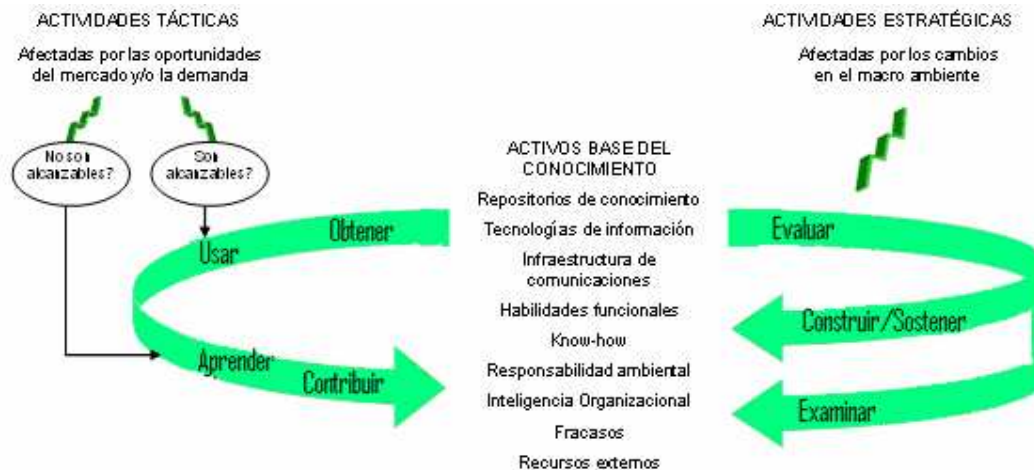 ACTIVIDADES TÁCTICAS
Afectadas por las oportunidades
del mercado y/o la demanda
No son
alcanzables?
Son
alcanzables?
Obtener
Usar
Aprender
Contribuir
ACTIVOS BASE DEL
CONOCIMIENTO
Repositorios de conocimiento
Tecnologías de información
Infraestructura de
comunicaciones
Habilidades funcionales
Know-how
Responsabilidad ambiental
Inteligencia Organizacional
Fracasos
Recursos externos
ACTIVIDADES ESTRATÉGICAS
Afectadas por los cambios
en el macro ambiente
Evaluar
Construir/Sostener
Examinar